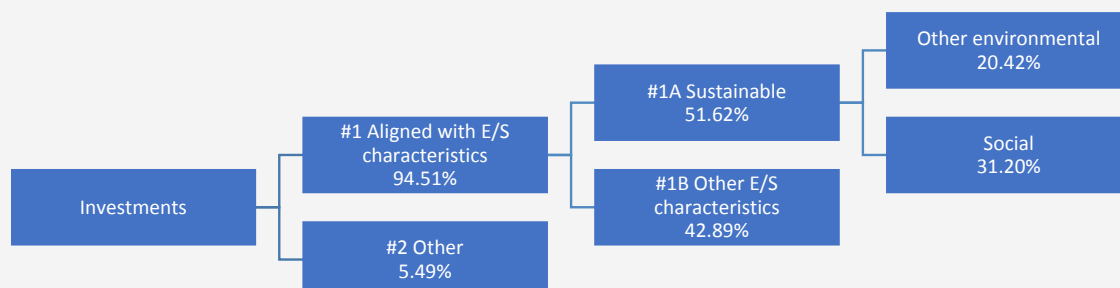 Investments
#1 Aligned with E/S
characteristics
94.51%
#2 Other
5.49%
#1A Sustainable
51.62%
#1B Other E/S
characteristics
42.89%
Other environmental
20.42%
Social
31.20%